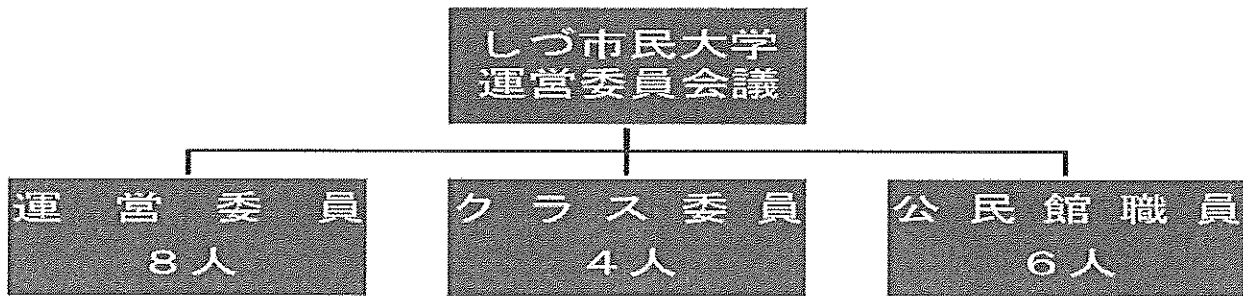 しづ市民大学
運営委員会議
運営委員
8人
クラス委員
4人
公民館職員
6人